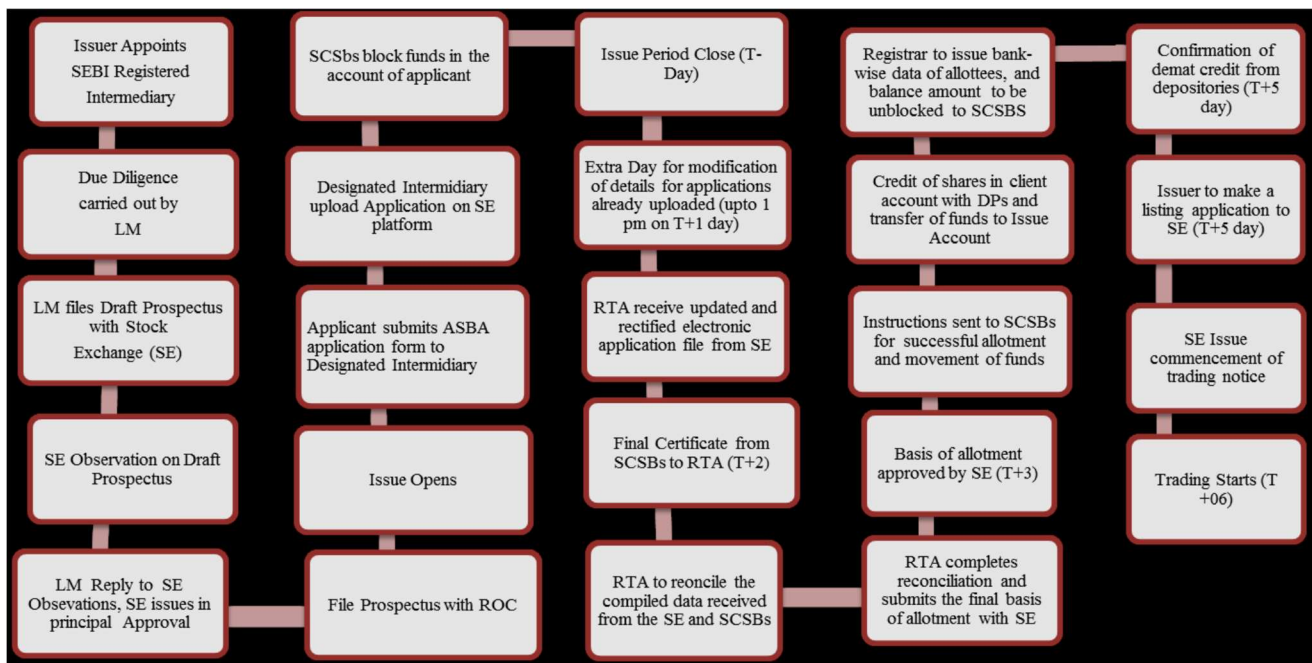 Issuer Appoints
SEBI Registered
Intermediary
Due Diligence
carried out by
LM
LM files Draft Prospectus
with Stock
Exchange (SE)
SE Observation on Draft
Prospectus
LM Reply to SE
Obsevations, SE issues in
principal Approval
File Prospectus with ROC
Issue Opens
Applicant submits ASBA
application form to
Designated Intermidiary
Designated Intermidiary
upload Application on SE
platform
SCSbs block funds in the
account of applicant
Issue Period Close (T-
Day)
Extra Day for modification
of details for applications
already uploaded (upto 1
pm on T+1 day)
RTA receive updated and
rectified electronic
application file from SE
Final Certificate from
SCSBs to RTA (T+2)
RTA to reconcile the
compiled data received
from the SE and SCSBs
RTA completes
reconciliation and
submits the final basis
of allotment with SE
Basis of allotment
approved by SE (T+3)
Instructions sent to SCSBs
for successful allotment
and movement of funds
Credit of shares in client
account with DPs and
transfer of funds to Issue
Account
Registrar to issue bank-
wise data of allottees, and
balance amount to be
unblocked to SCSBS
Confirmation of
demat credit from
depositories (T+5
day)
Issuer to make a
listing application to
SE (T+5 day)
SE Issue
commencement of
trading notice
Trading Starts (T
+06)